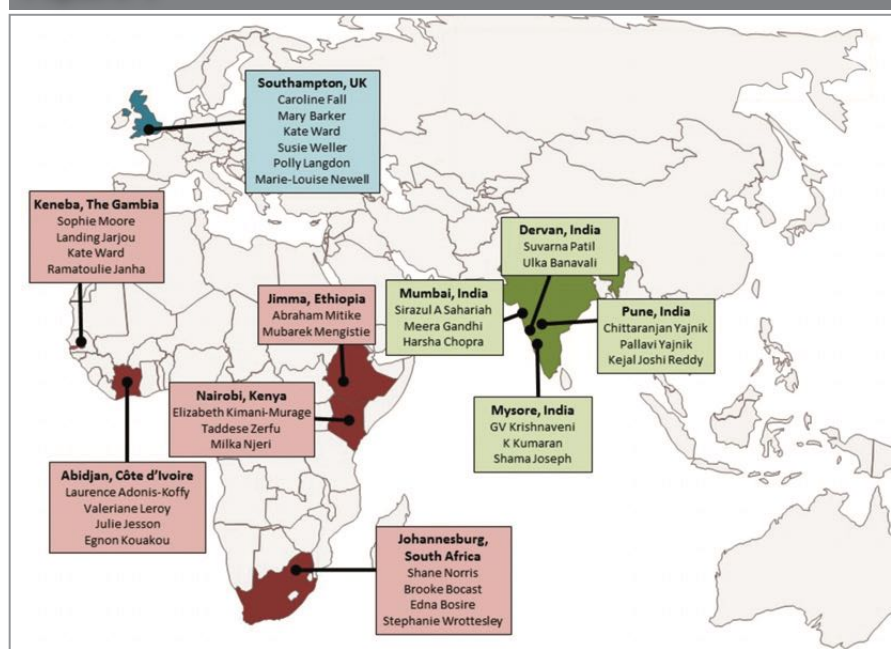 Southampton, UK
Caroline Fall
Mary Barker
Kate Ward
Susie Weller
Polly Langdon
Marie-Louise Newell
Keneba, The Gambia
Sophie Moore
Landing Jarjou
Kate Ward
Ramatoulie Janha
Dervan, India
Suvarna Patil
Ulka Banavali
Jimma, Ethiopia
Abraham Mitike
Mubarek Mengistie
Mumbai, India
Sirazul A Sahariah
Meera Gandhi
Harsha Chopra
Pune, India
Chittaranjan Yajnik
Pallavi Yajnik
Kejal Joshi Reddy
Nairobi, Kenya
Elizabeth Kimani-Murage
Taddese Zerfu
Milka Njeri
Mysore, India
GV Krishnaveni
K Kumaran
Shama Joseph
Abidjan, Côte d’Ivoire
Laurence Adonis-Koffy
Valeriane Leroy
Julie Jesson
Egnon Kouakou
Johannesburg,
South Africa
Shane Norris
Brooke Bocast
Edna Bosire
Stephanie Wrottesley